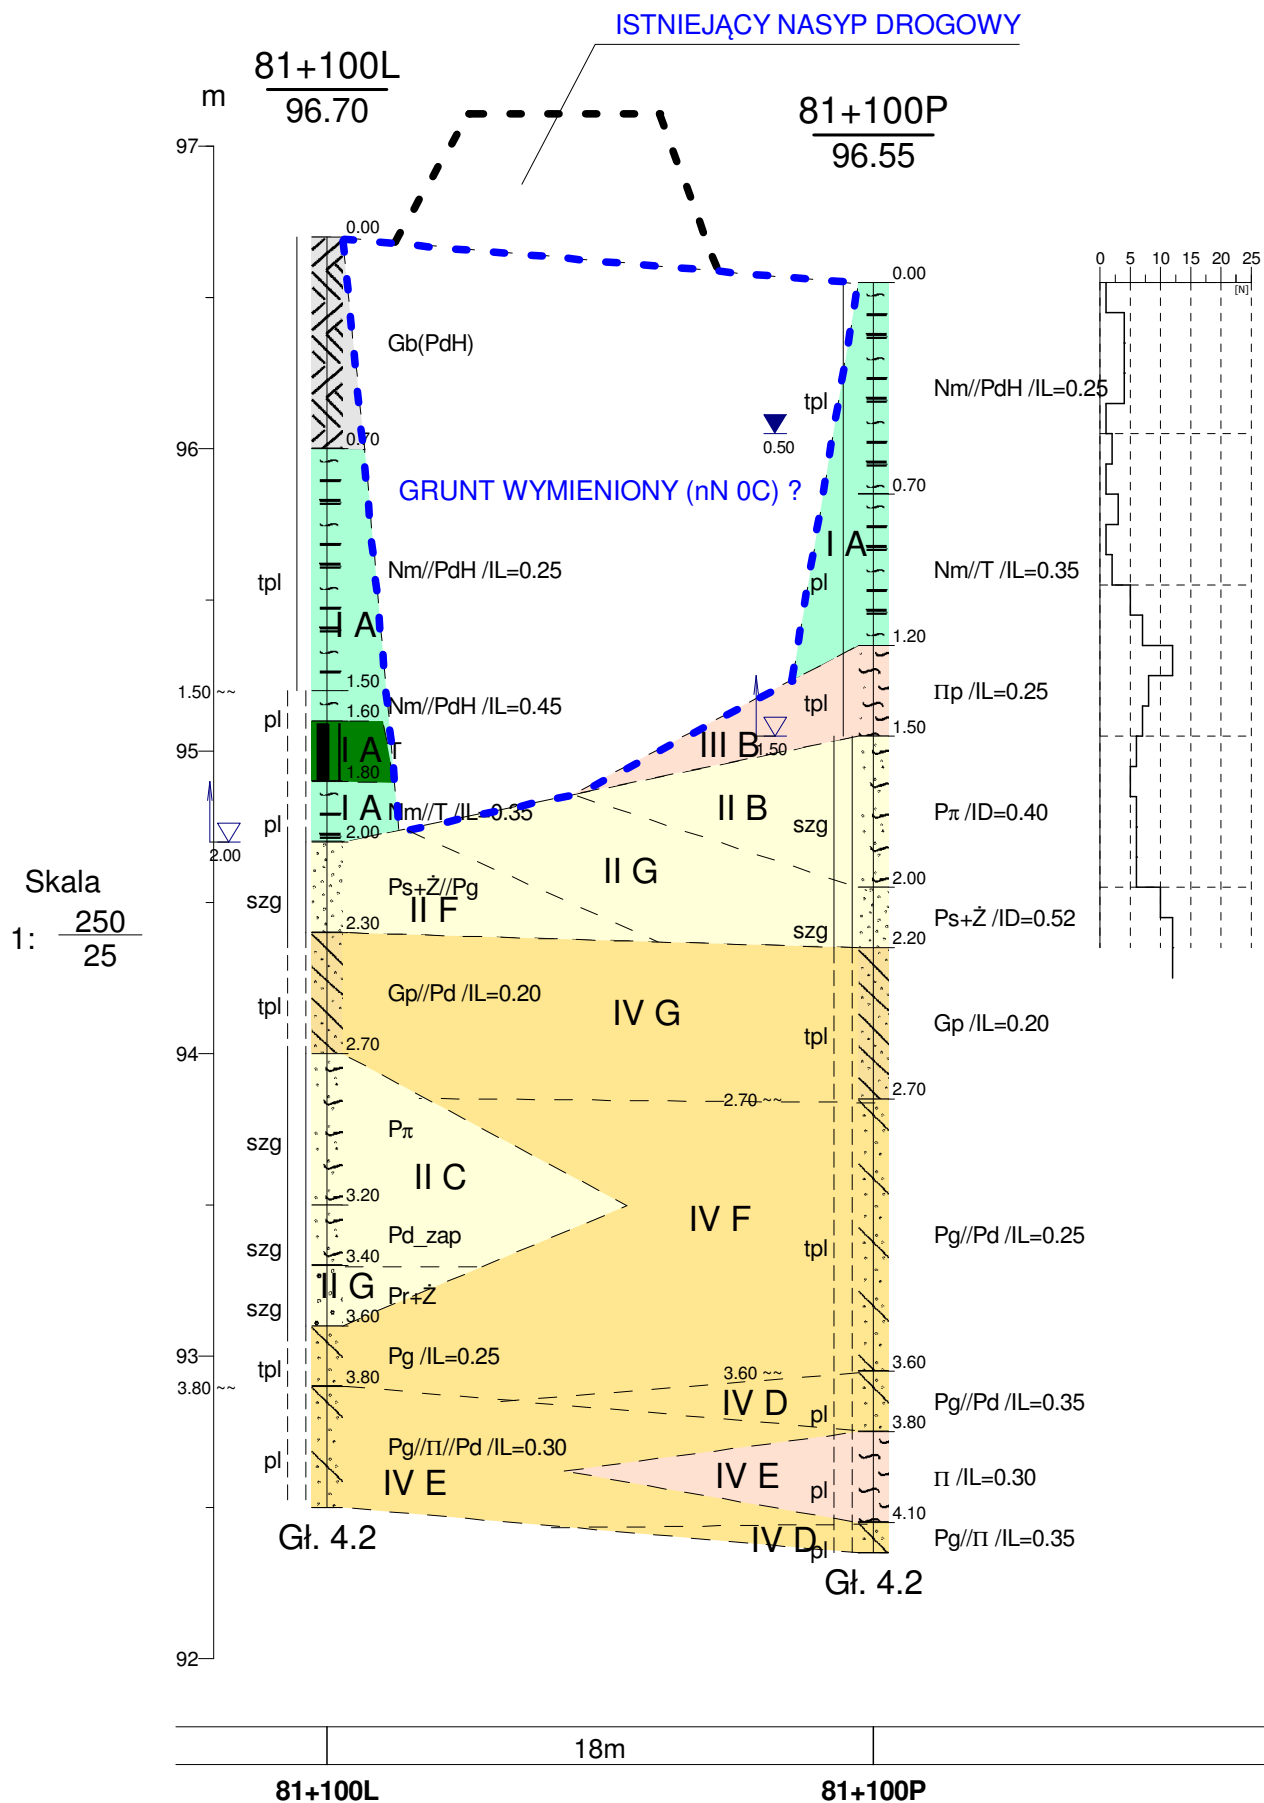 ISTNIEJĄCY NASYP DROGOWY
81+100L
96.70
m
81+100P
96.55
97
0.00
0.00
0 5 10 15 20 25
[N]
Gb(PdH)
tpl
Nm//PdH /IL=0.25
0.50
0.70
96
GRUNT WYMIENIONY (nN 0C) ?
0.70
I A
tpl
Nm//PdH /IL=0.25
pl
Nm//T /IL=0.35
I A
1.20
1.50
1.50 ~~
Nm//PdH /IL=0.45
tpl
Πp /IL=0.25
pl
1.60
1.50
III B
1.50
95
I A
T
1.80
I A
Nm//T /IL=0.35
II B
Pπ /ID=0.40
pl
szg
2.00
2.00
II G
Skala
1: 250
25
Ps+Ż//Pg
2.00
szg
II F
2.30
szg
Ps+Ż /ID=0.52
2.20
tpl
Gp//Pd /IL=0.20
IV G
tpl
Gp /IL=0.20
2.70
94
2.70 ~~
2.70
szg
Pπ
II C
3.20
IV F
szg
Pd_zap
tpl
Pg//Pd /IL=0.25
3.40
II G
Pr+Ż
szg
3.60
93
tpl
Pg /IL=0.25
3.60
3.60 ~~
3.80 ~~
3.80
IV D
pl
Pg//Pd /IL=0.35
3.80
pl
Pg//Π//Pd /IL=0.30
IV E
IV E
pl
Π /IL=0.30
4.10
Gł. 4.2
IV D
pl
Pg//Π /IL=0.35
Gł. 4.2
92
18m
81+100L
81+100P